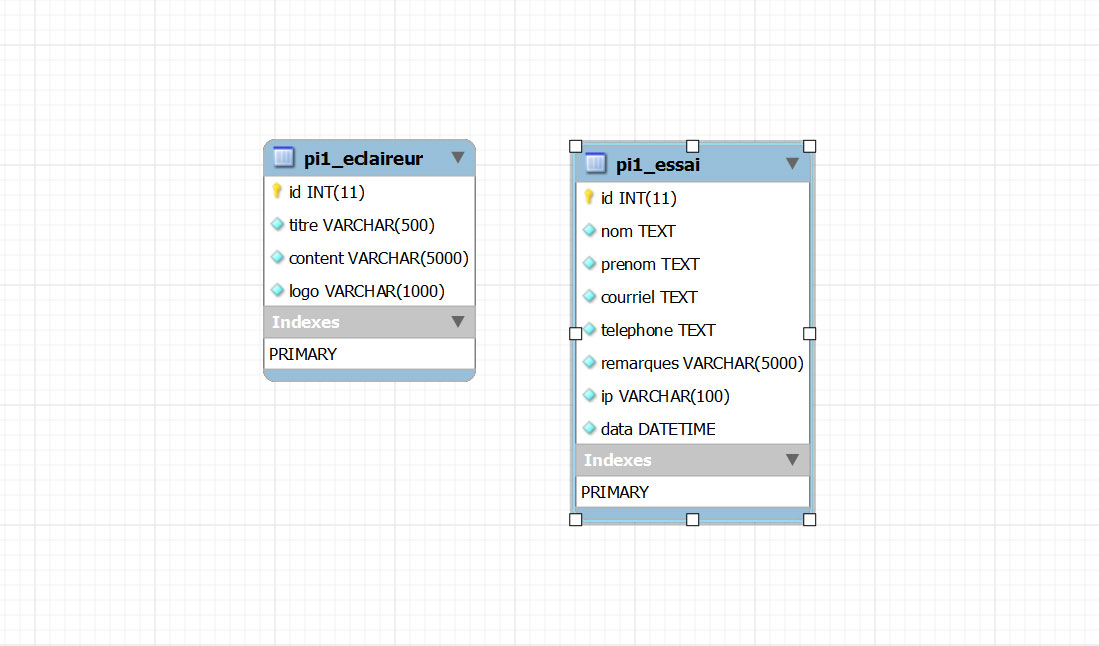 pi1_eclaireur
id INT(11)
titre VARCHAR(500)
content VARCHAR(5000)
logo VARCHAR(1000)
Indexes
PRIMARY
pi1_essai
id INT(11)
nom TEXT
prenom TEXT
courriel TEXT
telephone TEXT
remarques VARCHAR(5000)
ip VARCHAR(100)
data DATETIME
Indexes
PRIMARY